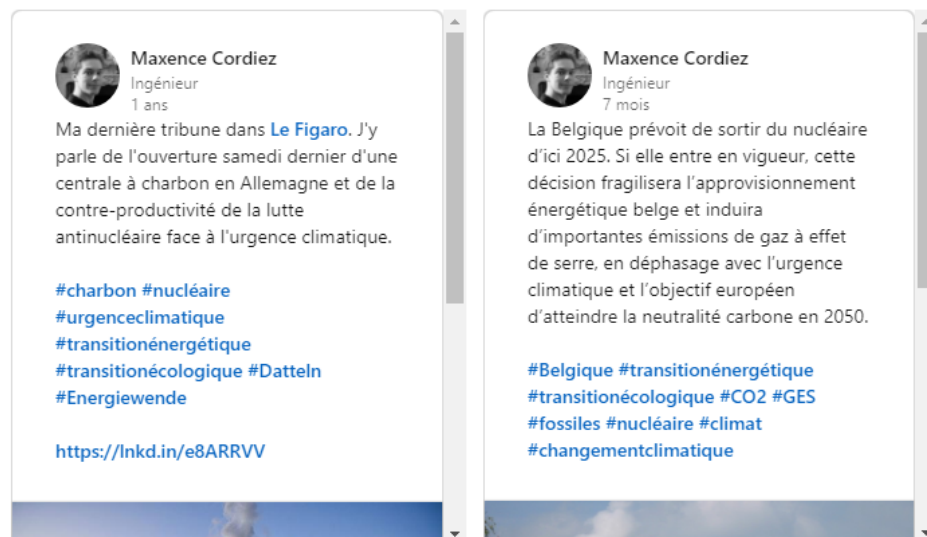 Maxence Cordiez
Ingénieur
1 ans
Ma dernière tribune dans Le Figaro. J'y
parle de l'ouverture samedi dernier d'une
centrale à charbon en Allemagne et de la
contre-productivité de la lutte
antinucléaire face à l'urgence climatique.
#charbon #nucléaire
#urgenceclimatique
#transitionénergétique
#transitionécologique #Datteln
#Energiewende
https://lnkd.in/e8ARRVV
Maxence Cordiez
Ingénieur
7 mois
La Belgique prévoit de sortir du nucléaire
d’ici 2025. Si elle entre en vigueur, cette
décision fragilisera l’approvisionnement
énergétique belge et induira
d’importantes émissions de gaz à effet
de serre, en déphasage avec l’urgence
climatique et l’objectif européen
d’atteindre la neutralité carbone en 2050.
#Belgique #transitionénergétique
#transitionécologique #CO2 #GES
#fossiles #nucléaire #climat
#changementclimatique